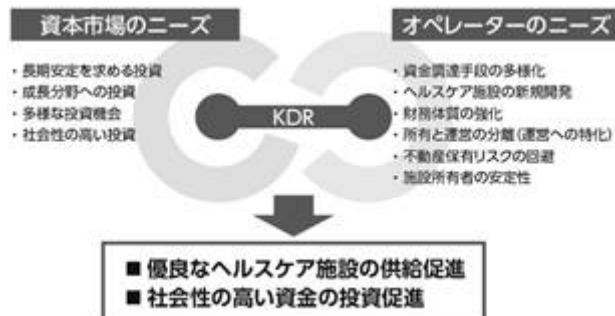 資本市場のニーズ
・長期安定を求める投資
・成長分野への投資
・多様な投資機会
・社会性の高い投資
KDR
オペレーターのニーズ
・資金調達手段の多様化
・ヘルスケア施設の新規開発
・財務体質の強化
・所有と運営の分離(運営への特化)
・不動産保有リスクの回避
・施設所有者の安定性
■ 優良なヘルスケア施設の供給促進
■ 社会性の高い資金の投資促進